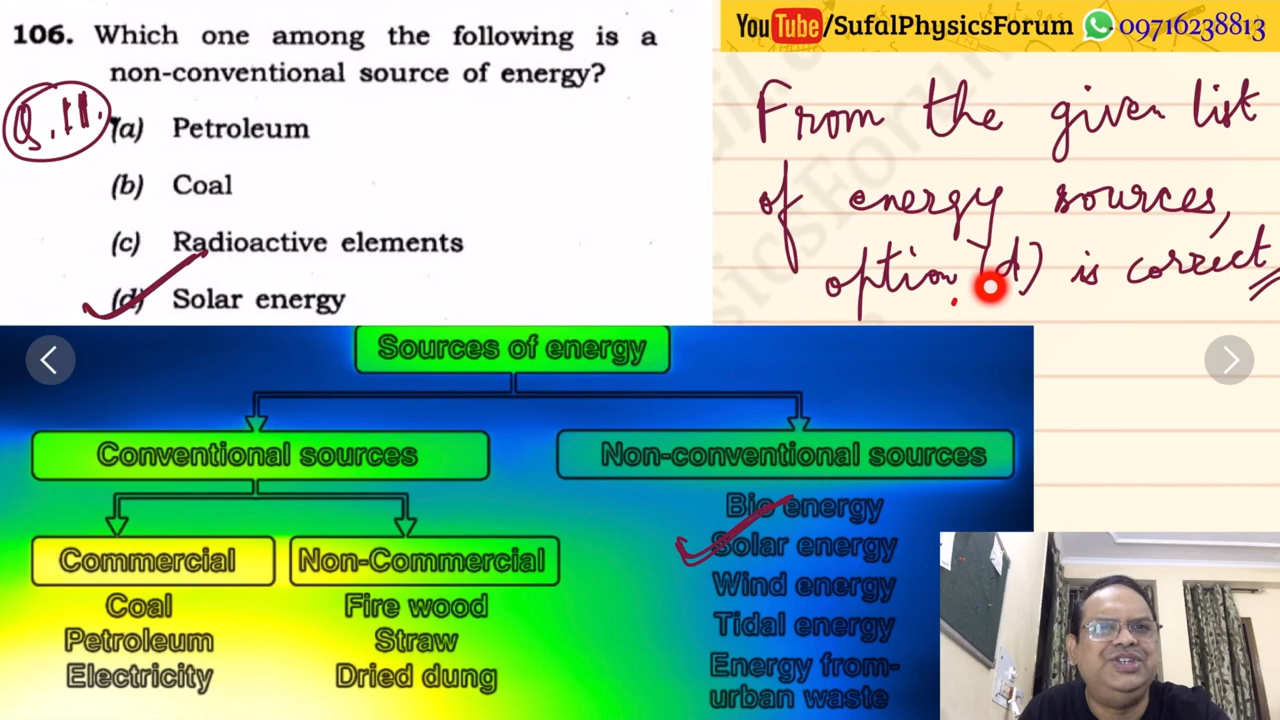 106. Which one among the following is a
non-conventional source of energy?
Q.11.
(a) Petroleum
(b) Coal
(c) Radioactive elements
(d) Solar energy
YouTube/SufalPhysicsForum 09716238813
From the given list
of energy sources,
option (d) is correct
Sources of energy
Conventional sources
Non-conventional sources
Commercial
Non-Commercial
Coal
Petroleum
Electricity
Fire wood
Straw
Dried dung
Bio energy
Solar energy
Wind energy
Tidal energy
Energy from-
urban waste